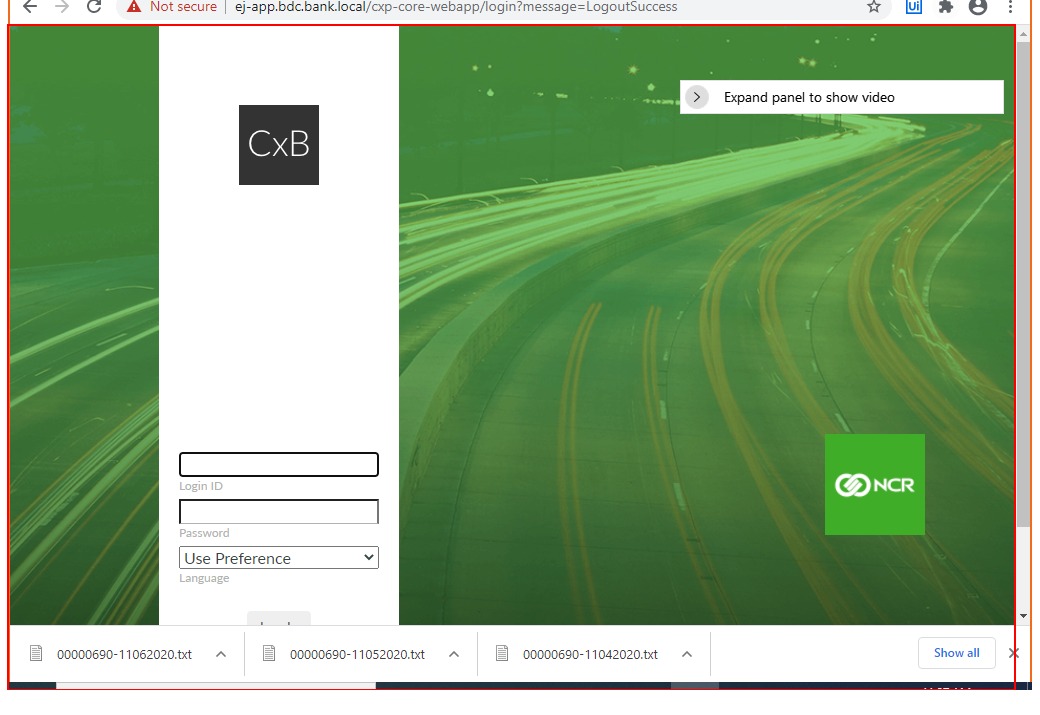 Not secure | ej-app.bdc.bank.local/cxp-core-webapp/login?message=LogoutSuccess
Ui
Expand panel to show video
CxB
NCR
Login ID
Password
Use Preference
Language
00000690-11062020.txt
00000690-11052020.txt
00000690-11042020.txt
Show all